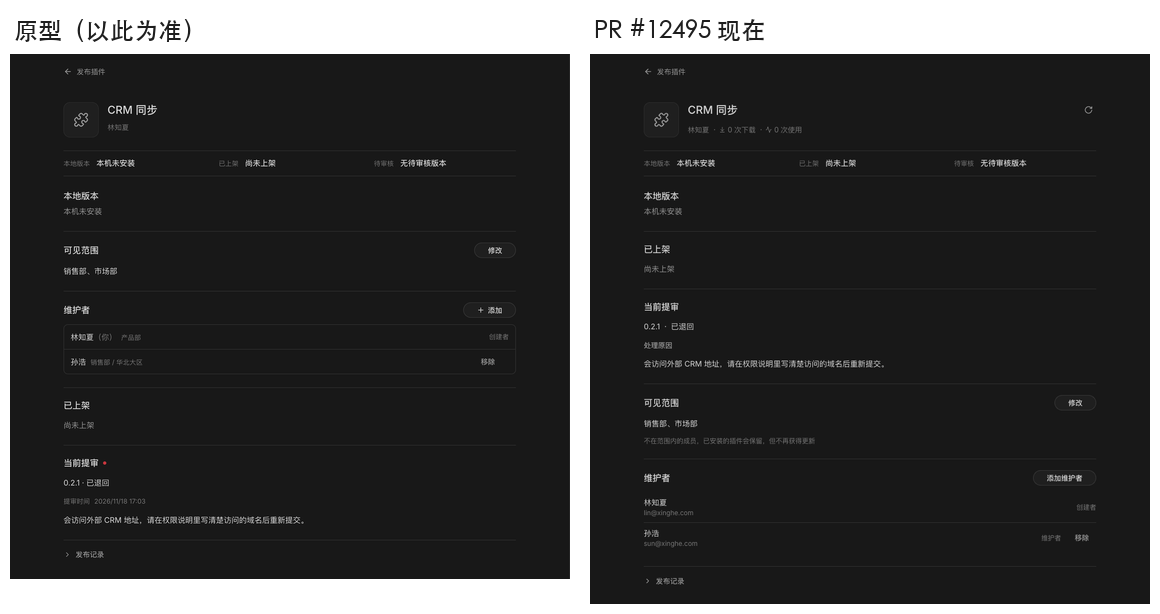 原型（以此为准）
← 发布插件
CRM 同步
林知夏
本地版本 本机未安装 已上架 尚未上架 待审核 无待审核版本
本地版本
本机未安装
可见范围 修改
销售部、市场部
维护者 + 添加
林知夏（你） 产品部 创建者
孙浩 销售部 / 华北大区 移除
已上架
尚未上架
当前提审
0.2.1 · 已退回
提审时间 2026/11/18 17:03
会访问外部 CRM 地址，请在权限说明里写清楚访问的域名后重新提交。
> 发布记录
PR #12495 现在
← 发布插件
CRM 同步
林知夏 · 0 次下载 · 0 次使用
本地版本 本机未安装 已上架 尚未上架 待审核 无待审核版本
本地版本
本机未安装
已上架
尚未上架
当前提审
0.2.1 · 已退回
处理原因
会访问外部 CRM 地址，请在权限说明里写清楚访问的域名后重新提交。
可见范围 修改
销售部、市场部
不在范围内的成员，已安装的插件会保留，但不再获得更新
维护者 添加维护者
林知夏
lin@xinghe.com 创建者
孙浩
sun@xinghe.com 维护者 移除
> 发布记录